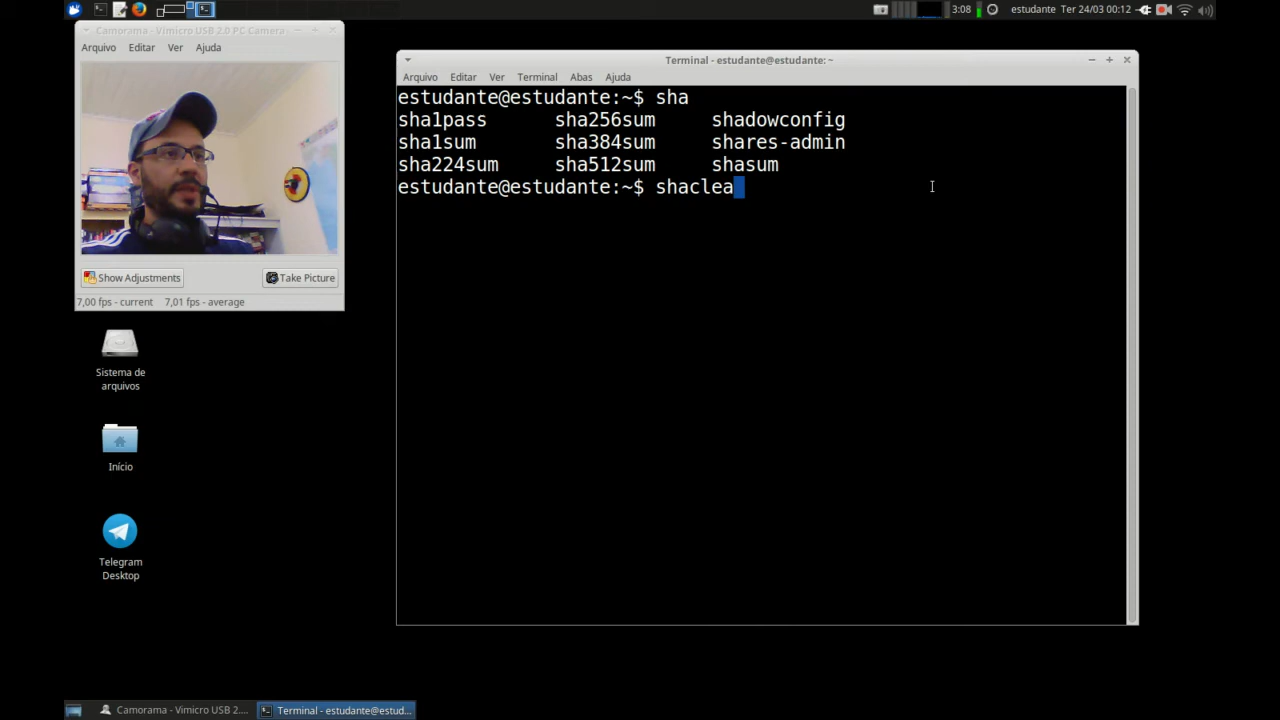 3:08 estudante Ter 24/03 00:12
Camorama - Vimicro USB 2.0 PC Camera
Arquivo Editar Ver Ajuda
Show Adjustments Take Picture
7,00 fps - current 7,01 fps - average
Sistema de
arquivos
Início
Telegram
Desktop
Terminal - estudante@estudante: ~
Arquivo Editar Ver Terminal Abas Ajuda
estudante@estudante:~$ sha
sha1pass sha256sum shadowconfig
sha1sum sha384sum shares-admin
sha224sum sha512sum shasum
estudante@estudante:~$ shaclea
Camorama - Vimicro USB 2.... Terminal - estudante@estud...